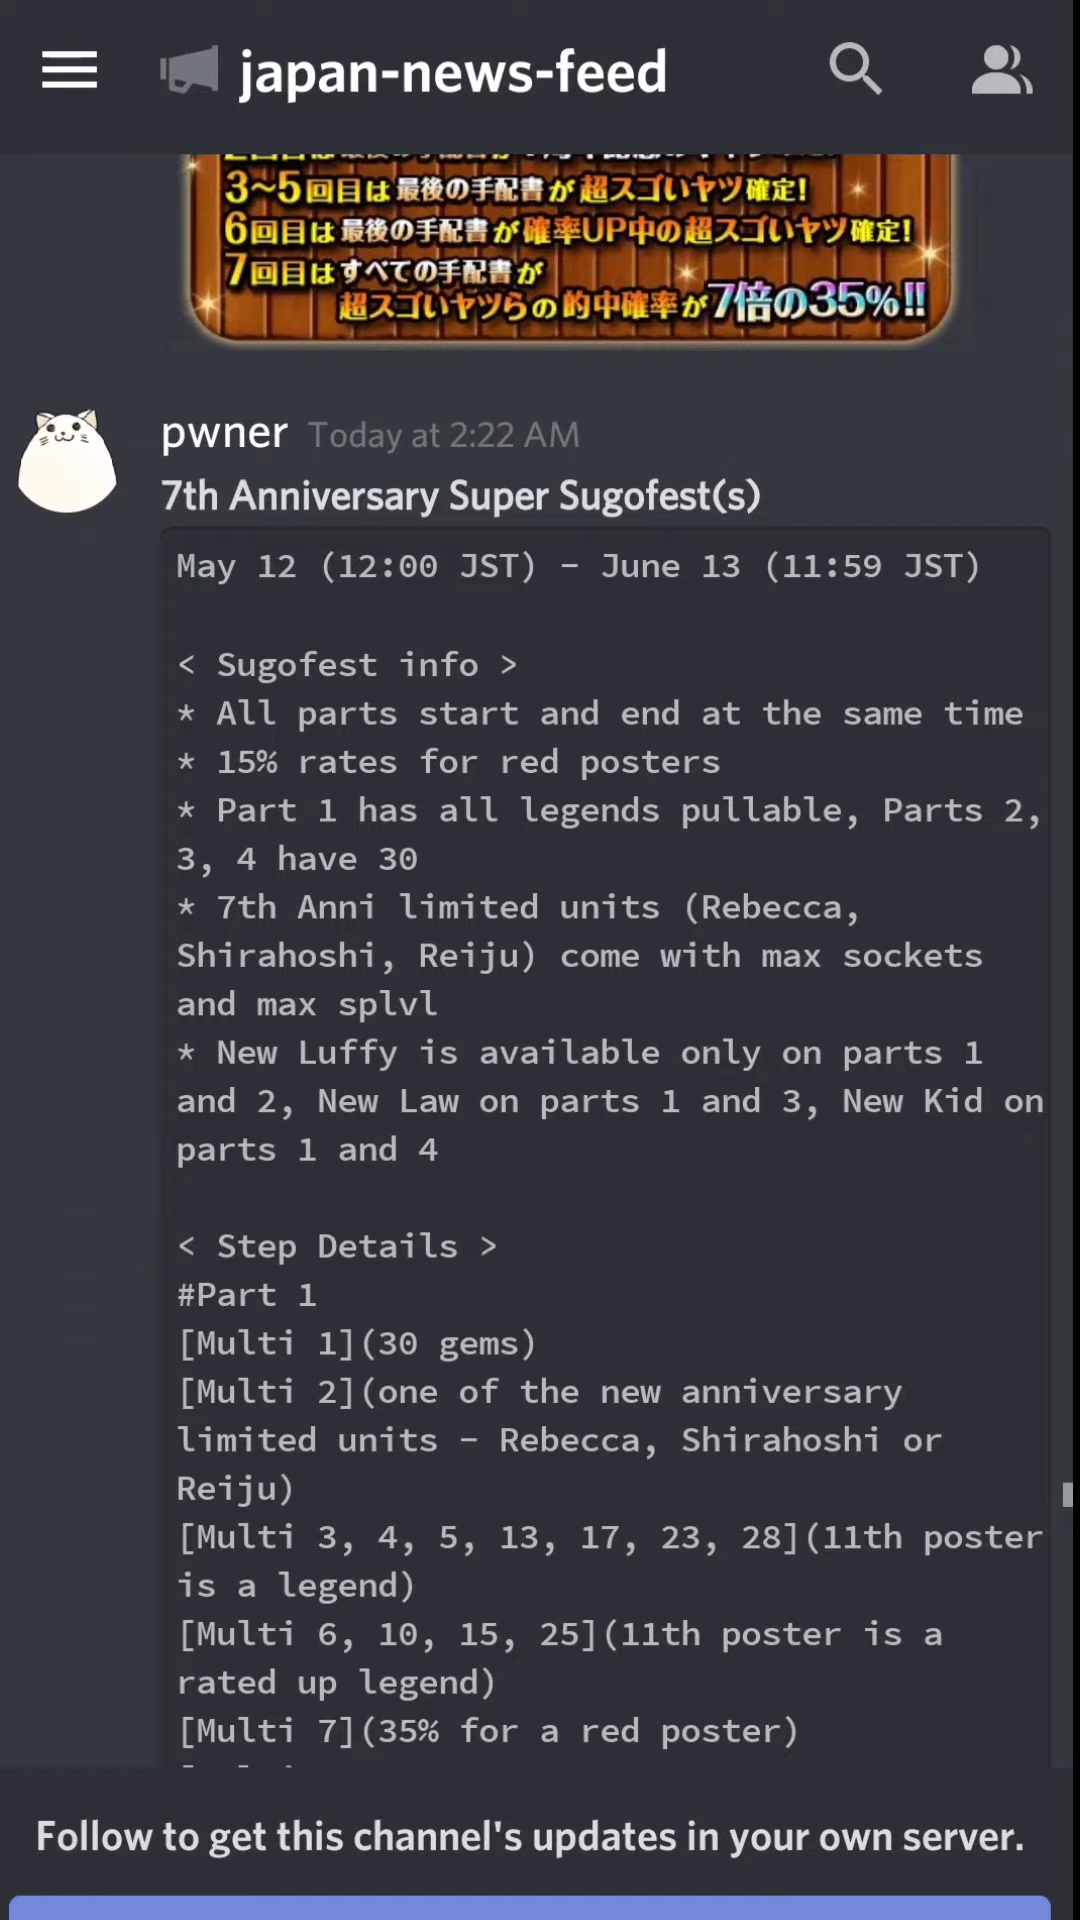 japan-news-feed
3~5回目は最後の手配書が超スゴいヤツ確定!
6回目は最後の手配書が確率UP中の超スゴいヤツ確定!
7回目はすべての手配書が
超スゴいヤツらの的中確率が7倍の35%!!
pwner Today at 2:22 AM
7th Anniversary Super Sugofest(s)
May 12 (12:00 JST) – June 13 (11:59 JST)
< Sugofest info >
* All parts start and end at the same time
* 15% rates for red posters
* Part 1 has all legends pullable, Parts 2,
3, 4 have 30
* 7th Anni limited units (Rebecca,
Shirahoshi, Reiju) come with max sockets
and max splvl
* New Luffy is available only on parts 1
and 2, New Law on parts 1 and 3, New Kid on
parts 1 and 4
< Step Details >
#Part 1
[Multi 1](30 gems)
[Multi 2](one of the new anniversary
limited units – Rebecca, Shirahoshi or
Reiju)
[Multi 3, 4, 5, 13, 17, 23, 28](11th poster
is a legend)
[Multi 6, 10, 15, 25](11th poster is a
rated up legend)
[Multi 7](35% for a red poster)
Follow to get this channel's updates in your own server.